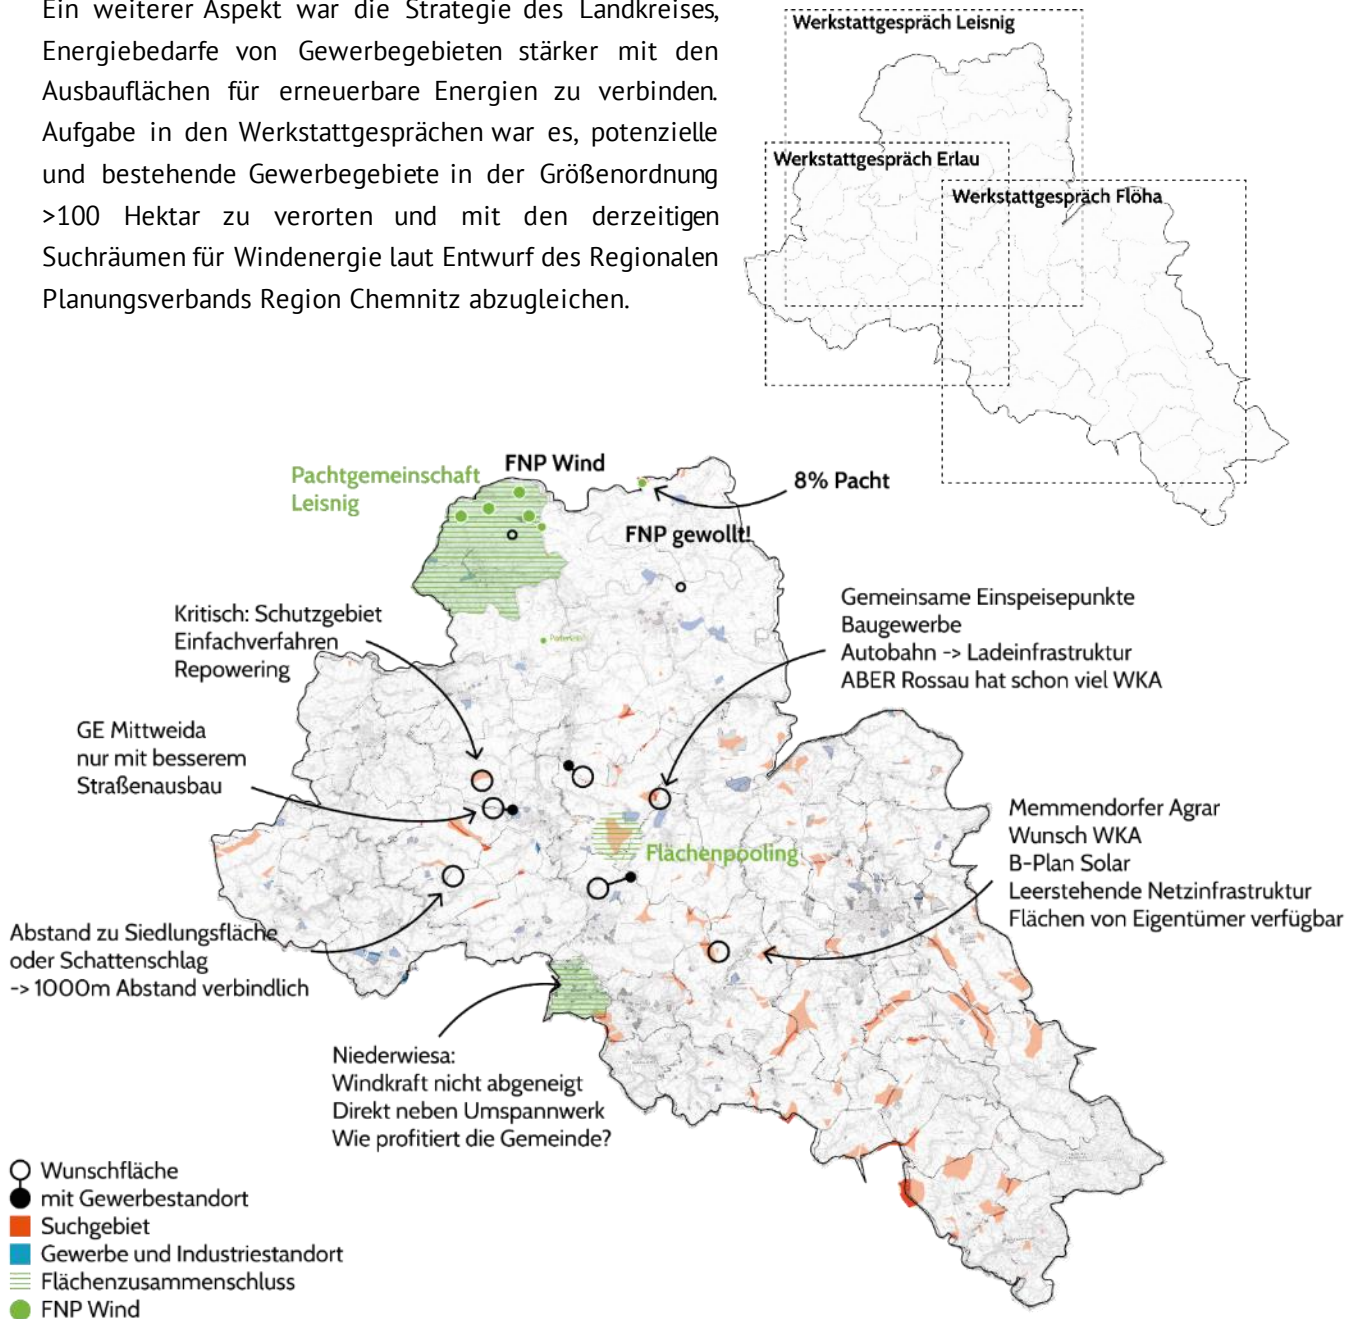 Ein weiterer Aspekt war die Strategie des Landkreises,
Energiebedarfe von Gewerbegebieten stärker mit den
Ausbauflächen für erneuerbare Energien zu verbinden.
Aufgabe in den Werkstattgesprächen war es, potenzielle
und bestehende Gewerbegebiete in der Größenordnung
>100 Hektar zu verorten und mit den derzeitigen
Suchräumen für Windenergie laut Entwurf des Regionalen
Planungsverbands Region Chemnitz abzugleichen.
Werkstattgespräch Leisnig
Werkstattgespräch Erlau
Werkstattgespräch Flöha
Pachtgemeinschaft
Leisnig
FNP Wind
8% Pacht
FNP gewollt!
Kritisch: Schutzgebiet
Einfachverfahren
Repowering
Gemeinsame Einspeisepunkte
Baugewerbe
Autobahn -> Ladeinfrastruktur
ABER Rossau hat schon viel WKA
GE Mittweida
nur mit besserem
Straßenausbau
Flächenpooling
Memmendorfer Agrar
Wunsch WKA
B-Plan Solar
Leerstehende Netzinfrastruktur
Flächen von Eigentümer verfügbar
Abstand zu Siedlungsfläche
oder Schattenschlag
-> 1000m Abstand verbindlich
Niederwiesa:
Windkraft nicht abgeneigt
Direkt neben Umspannwerk
Wie profitiert die Gemeinde?
Wunschfläche
mit Gewerbestandort
Suchgebiet
Gewerbe und Industriestandort
Flächenzusammenschluss
FNP Wind